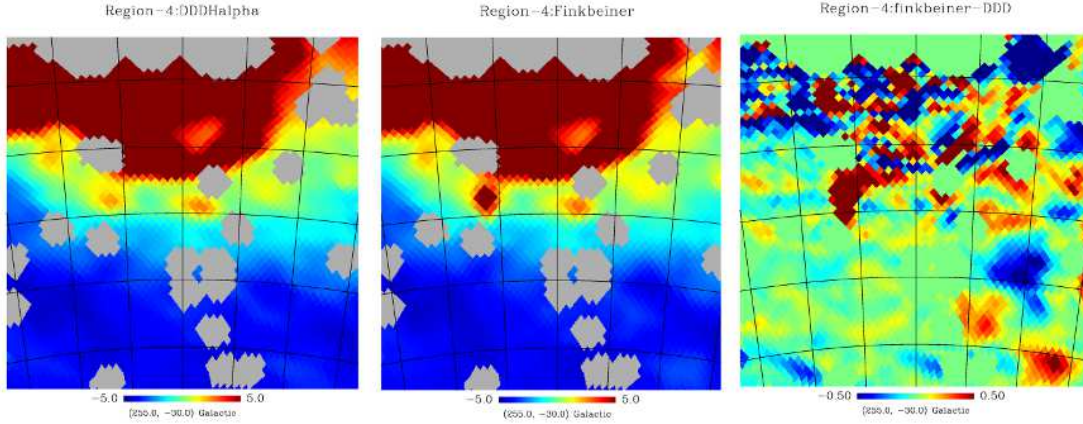 Region-4:DDDHalpha
Region-4:Finkbeiner
Region-4:finkbeiner-DDD
-5.0 5.0
(255.0, -30.0) Galactic
-5.0 5.0
(255.0, -30.0) Galactic
-0.50 0.50
(255.0, -30.0) Galactic